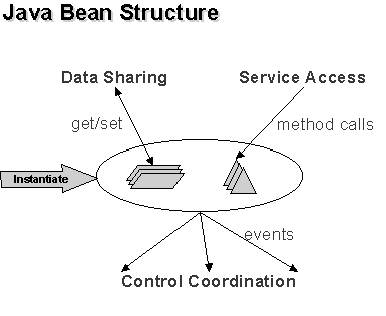 Java Bean Structure
Data Sharing
Service Access
get/set
method calls
Instantiate
events
Control Coordination